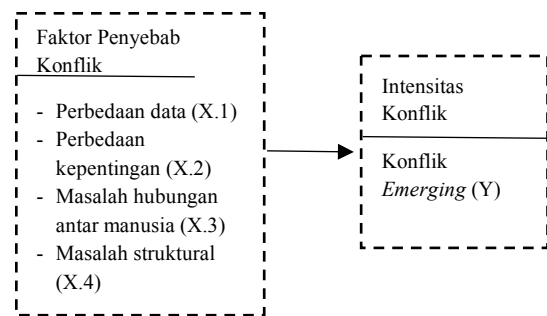 Faktor Penyebab
Konflik
- Perbedaan data (X.1)
- Perbedaan
kepentingan (X.2)
- Masalah hubungan
antar manusia (X.3)
- Masalah struktural
(X.4)
Intensitas
Konflik
Konflik
Emerging (Y)